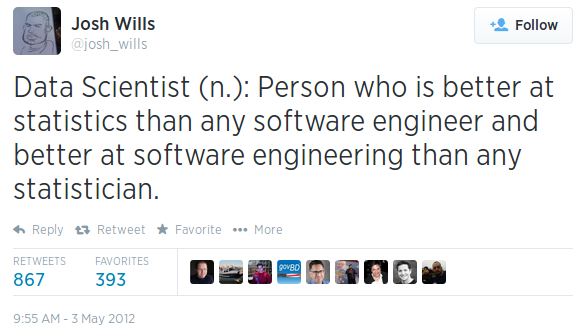 Josh Wills
@josh_wills
Follow
Data Scientist (n.): Person who is better at
statistics than any software engineer and
better at software engineering than any
statistician.
Reply Retweet Favorite More
RETWEETS FAVORITES
867 393
govBD
9:55 AM - 3 May 2012